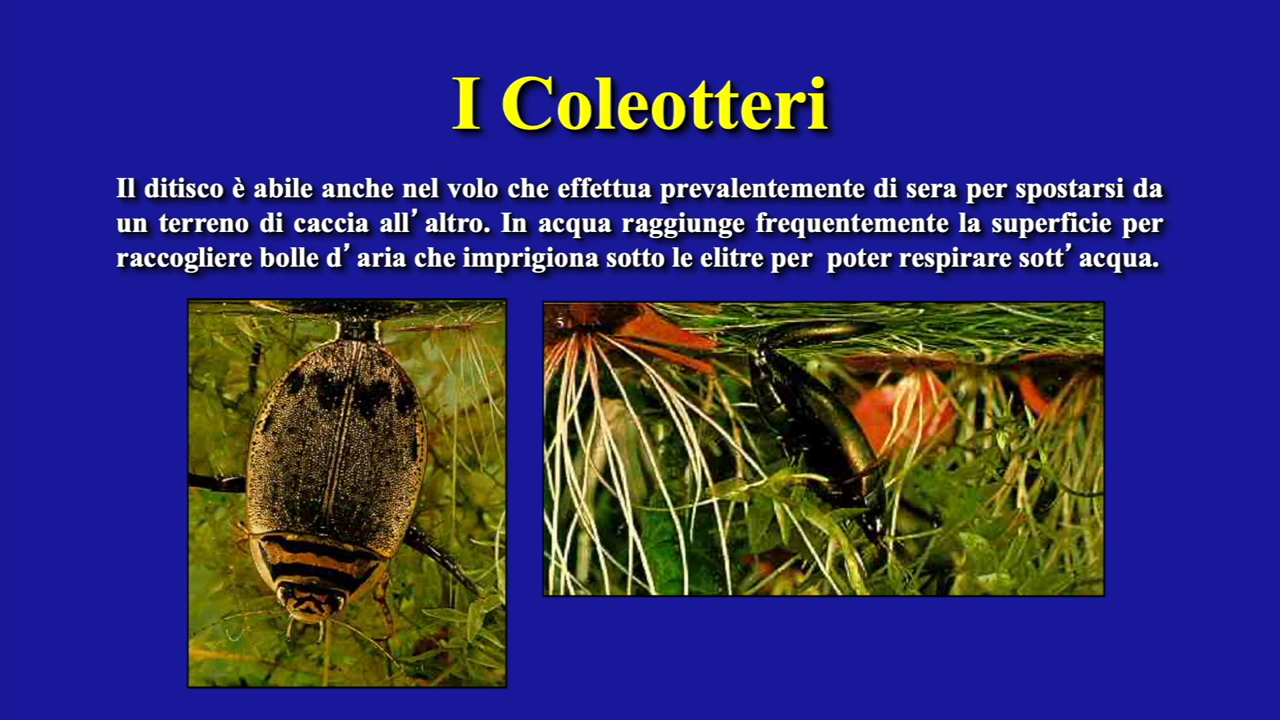 I Coleotteri
Il ditisco è abile anche nel volo che effettua prevalentemente di sera per spostarsi da
un terreno di caccia all’altro. In acqua raggiunge frequentemente la superficie per
raccogliere bolle d’aria che imprigiona sotto le elitre per poter respirare sott’acqua.